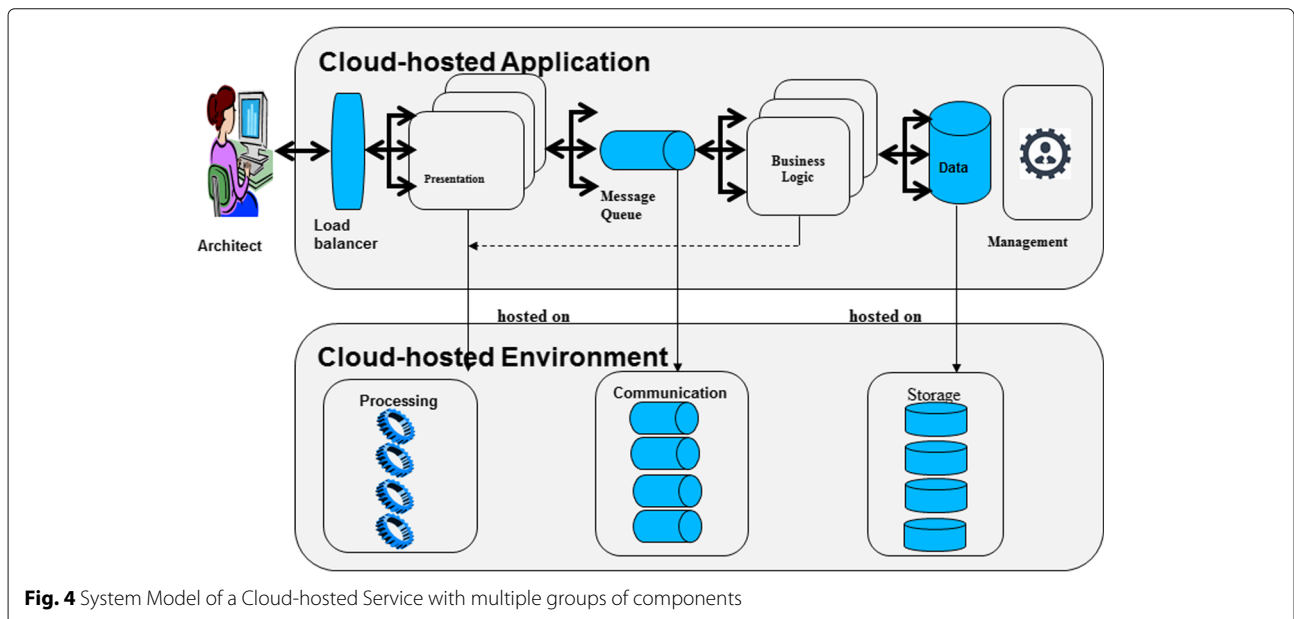 Cloud-hosted Application
Presentation
Business
Logic
Data
Message
Queue
Load
balancer
Architect
Management
hosted on
hosted on
Cloud-hosted Environment
Processing
Communication
Storage
Fig. 4 System Model of a Cloud-hosted Service with multiple groups of components